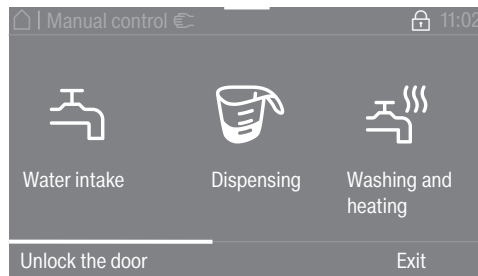 | Manual control 11:02
Water intake
Dispensing
Washing and
heating
Unlock the door
Exit